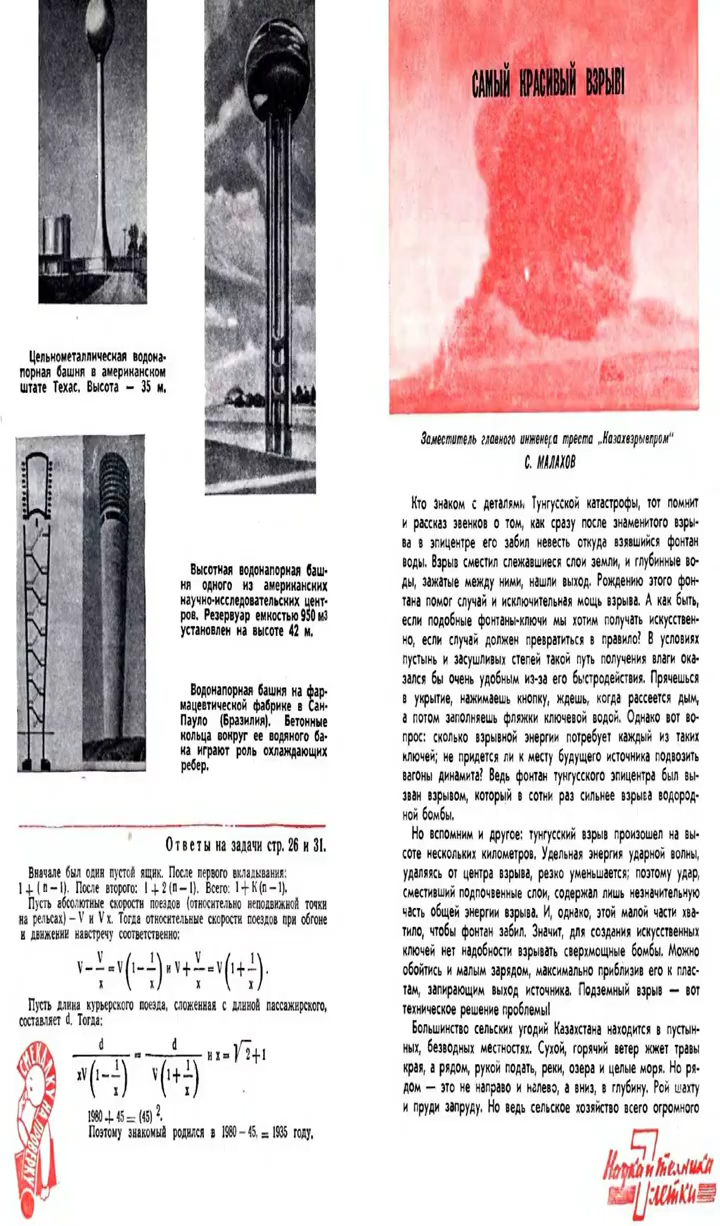 Цельнометаллическая водона-
порная башня в американском
штате Техас. Высота — 35 м.
Высотная водонапорная баш-
ня одного из американских
научно-исследовательских цент-
ров. Резервуар емкостью 950 м3
установлен на высоте 42 м.
Водонапорная башня на фар-
мацевтической фабрике в Сан-
Пауло (Бразилия). Бетонные
кольца вокруг ее водяного ба-
ка играют роль охлаждающих
ребер.
Ответы на задачи стр. 26 и 31.
Вначале был один пустой ящик. После первого вкладывания:
1 + (n — 1). После второго: 1 + 2 (n — 1). Всего: 1 + K (n — 1).
Пусть абсолютные скорости поездов (относительно неподвижной точки
на рельсах) — V и Vx. Тогда относительные скорости поездов при обгоне
и движении навстречу соответственно:
V — V/x = V(1 — 1/x) и V + V/x = V(1 + 1/x).
Пусть длина курьерского поезда, сложенная с длиной пассажирского,
составляет d. Тогда:
d/xV(1 — 1/x) = d/V(1 + 1/x) и x = √2 + 1
1980 + 45 = (45) 2.
Поэтому знакомый родился в 1980 — 45. = 1935 году.
СМЕКАЛКА НА ПРОВЕРКУ
САМЫЙ КРАСИВЫЙ ВЗРЫВ!
Заместитель главного инженера треста „Казахвзрывпром"
С. МАЛАХОВ
Кто знаком с деталями Тунгусской катастрофы, тот помнит
и рассказ эвенков о том, как сразу после знаменитого взры-
ва в эпицентре его забил невесть откуда взявшийся фонтан
воды. Взрыв сместил слежавшиеся слои земли, и глубинные во-
ды, зажатые между ними, нашли выход. Рождению этого фон-
тана помог случай и исключительная мощь взрыва. А как быть,
если подобные фонтаны-ключи мы хотим получать искусствен-
но, если случай должен превратиться в правило? В условиях
пустынь и засушливых степей такой путь получения влаги ока-
зался бы очень удобным из-за его быстродействия. Прячешься
в укрытие, нажимаешь кнопку, ждешь, когда рассеется дым,
а потом заполняешь фляжки ключевой водой. Однако вот во-
прос: сколько взрывной энергии потребует каждый из таких
ключей; не придется ли к месту будущего источника подвозить
вагоны динамита? Ведь фонтан тунгусского эпицентра был вы-
зван взрывом, который в сотни раз сильнее взрыва водород-
ной бомбы.
Но вспомним и другое: тунгусский взрыв произошел на вы-
соте нескольких километров. Удельная энергия ударной волны,
удаляясь от центра взрыва, резко уменьшается; поэтому удар,
сместивший подпочвенные слои, содержал лишь незначительную
часть общей энергии взрыва. И, однако, этой малой части хва-
тило, чтобы фонтан забил. Значит, для создания искусственных
ключей нет надобности взрывать сверхмощные бомбы. Можно
обойтись и малым зарядом, максимально приблизив его к плас-
там, запирающим выход источника. Подземный взрыв — вот
техническое решение проблемы!
Большинство сельских угодий Казахстана находится в пустын-
ных, безводных местностях. Сухой, горячий ветер жжет травы
края, а рядом, рукой подать, реки, озера и целые моря. Но ря-
дом — это не направо и налево, а вниз, в глубину. Рой шахту
и пруди запруду. Но ведь сельское хозяйство всего огромного
Наука и техника
пятилетки